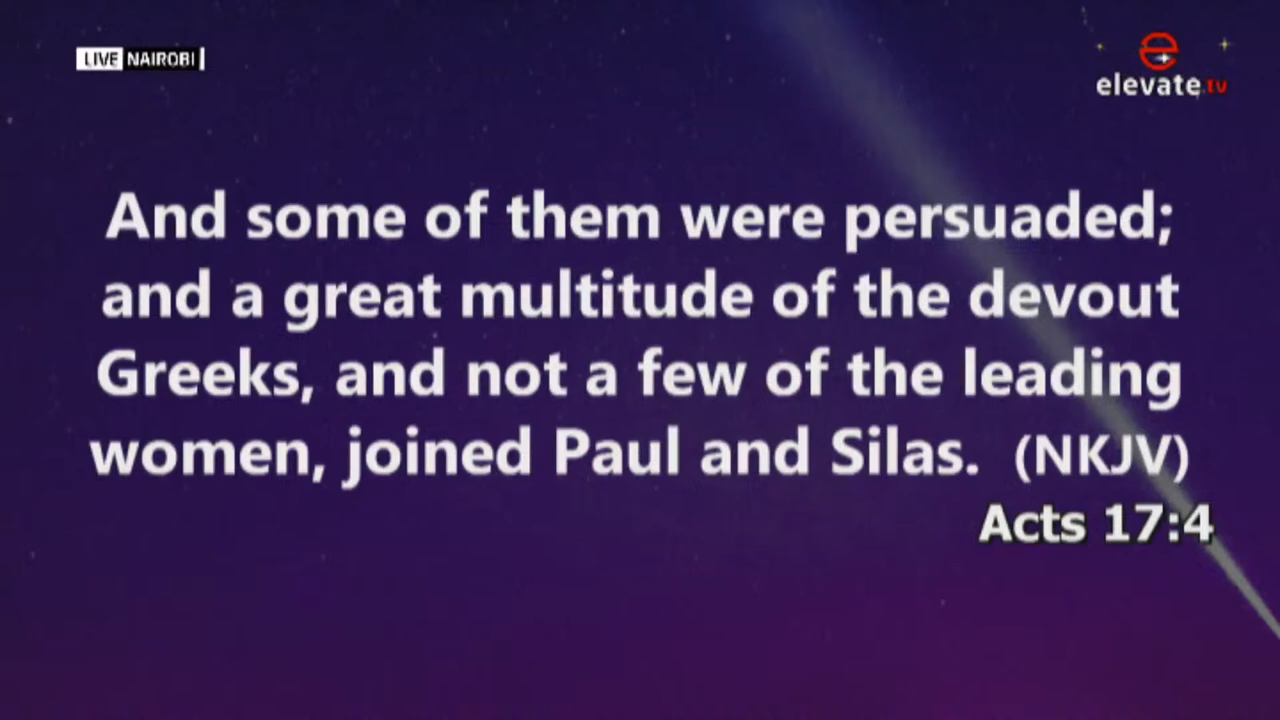 LIVE NAIROBI
elevate.tv
And some of them were persuaded;
and a great multitude of the devout
Greeks, and not a few of the leading
women, joined Paul and Silas. (NKJV)
Acts 17:4